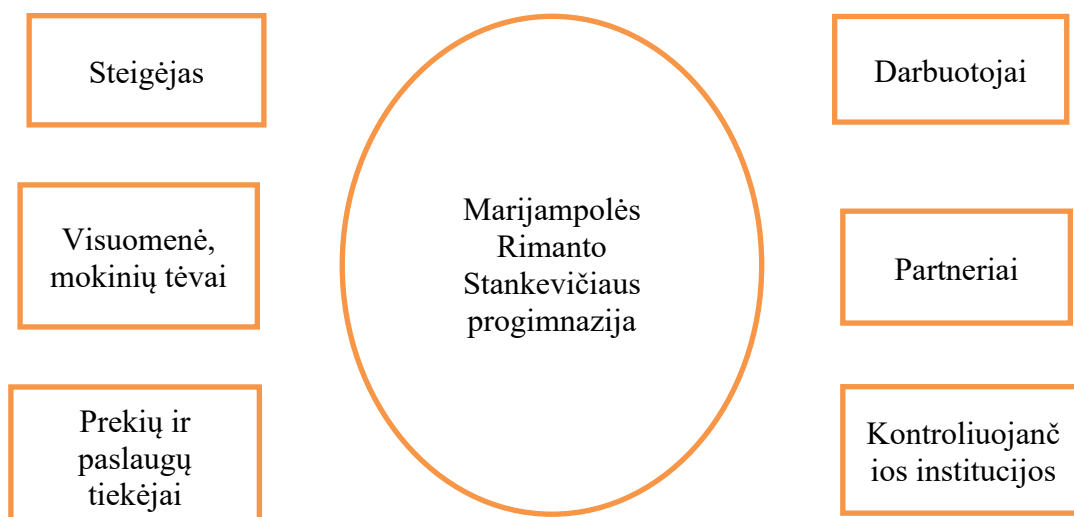 Steigėjas
Visuomenė,
mokinių tėvai
Prekių ir
paslaugų
tiekėjai
Marijampolės
Rimanto
Stankevičiaus
progimnazija
Darbuotojai
Partneriai
Kontroliuojanč
ios institucijos